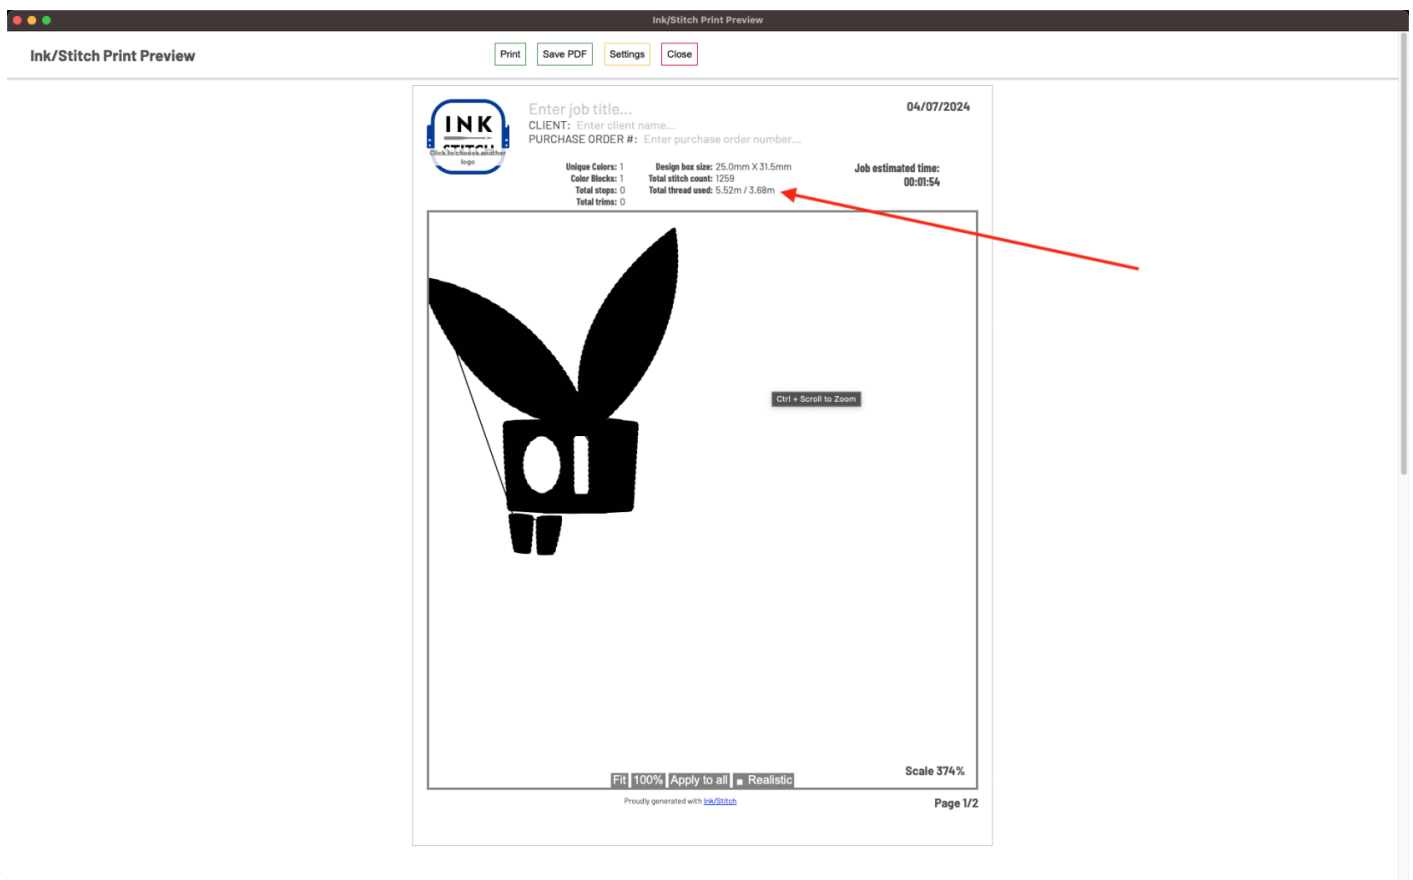 Ink/Stitch Print Preview
Ink/Stitch Print Preview
Print
Save PDF
Settings
Close
INK
STITCH
Click to choose another
logo
Enter job title...
CLIENT: Enter client name...
PURCHASE ORDER #: Enter purchase order number...
04/07/2024
Unique Colors: 1
Color Blocks: 1
Total stops: 0
Total trims: 0
Design box size: 25.0mm X 31.5mm
Total stitch count: 1259
Total thread used: 5.52m / 3.68m
Job estimated time:
00:01:54
Ctrl + Scroll to Zoom
Scale 374%
Fit 100% Apply to all Realistic
Proudly generated with Ink/Stitch
Page 1/2